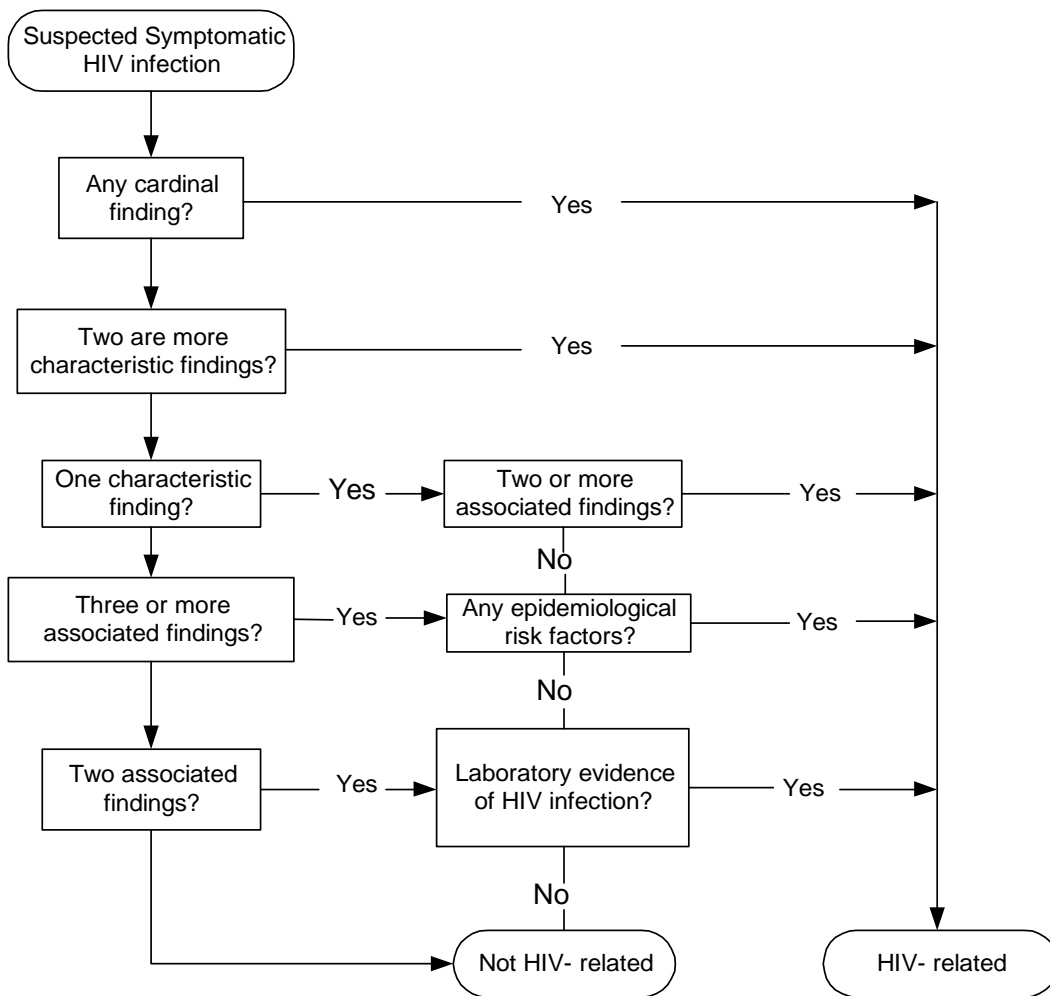 Suspected Symptomatic
HIV infection
Any cardinal
finding?
Yes
Two are more
characteristic findings?
Yes
One characteristic
finding?
Yes
Two or more
associated findings?
Yes
No
Three or more
associated findings?
Yes
Any epidemiological
risk factors?
Yes
No
Two associated
findings?
Yes
Laboratory evidence
of HIV infection?
Yes
No
Not HIV- related
HIV- related